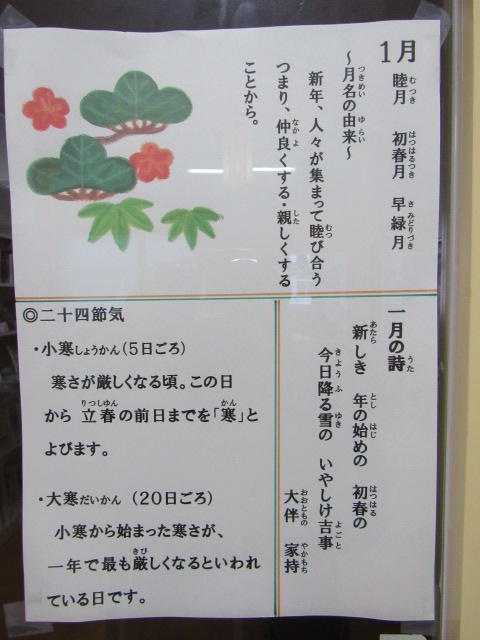 1月
睦月　初春月　早緑月
～月名の由来～
新年、人々が集まって睦び合う
つまり、仲良くする・親しくする
ことから。
一月の詩
新しき　年の始めの　初春の
今日降る雪の　いやしけ吉事
大伴　家持
◎二十四節気
・小寒しょうかん（5日ごろ）
寒さが厳しくなる頃。この日
から 立春の前日までを「寒」と
よびます。
・大寒だいかん （20日ごろ）
小寒から始まった寒さが、
一年で最も厳しくなるといわれ
ている日です。